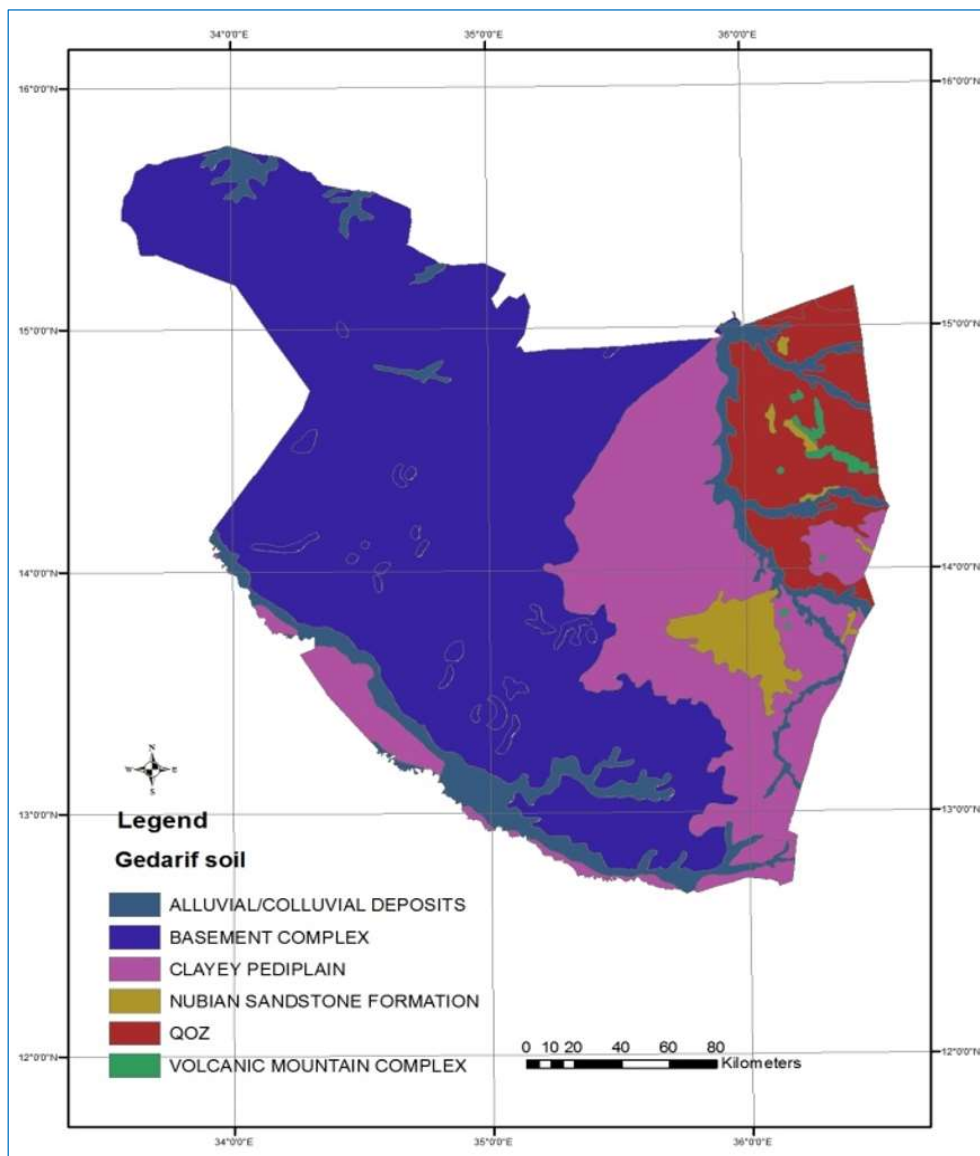 34°0'0"E 35°0'0"E 36°0'0"E
16°0'0"N 16°0'0"N
15°0'0"N 15°0'0"N
14°0'0"N 14°0'0"N
N
W E
S
13°0'0"N 13°0'0"N
Legend
Gedarif soil
ALLUVIAL/COLLUVIAL DEPOSITS
BASEMENT COMPLEX
CLAYEY PEDIPLAIN
NUBIAN SANDSTONE FORMATION
QOZ
VOLCANIC MOUNTAIN COMPLEX
0 10 20 40 60 80
Kilometers
12°0'0"N 12°0'0"N
34°0'0"E 35°0'0"E 36°0'0"E